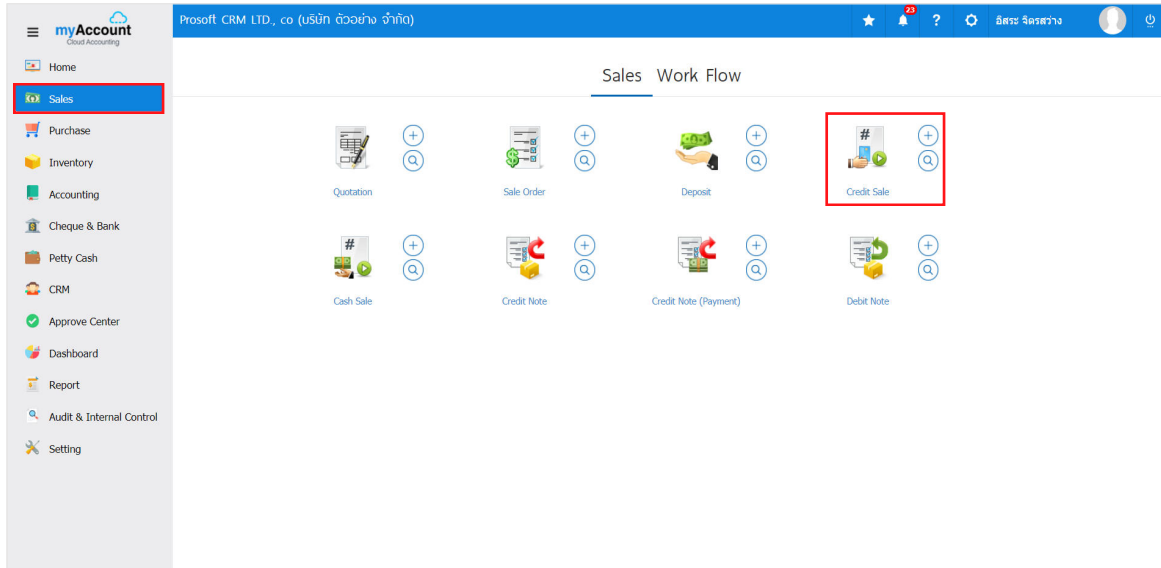 myAccount
Cloud Accounting
Prosoft CRM LTD., co (บริษัท ตัวอย่าง จำกัด)
23
?
อิสระ จิตรสว่าง
Home
Sales
Purchase
Inventory
Accounting
Cheque & Bank
Petty Cash
CRM
Approve Center
Dashboard
Report
Audit & Internal Control
Setting
Sales Work Flow
#
Quotation
Sale Order
Deposit
Credit Sale
#
Cash Sale
Credit Note
Credit Note (Payment)
Debit Note